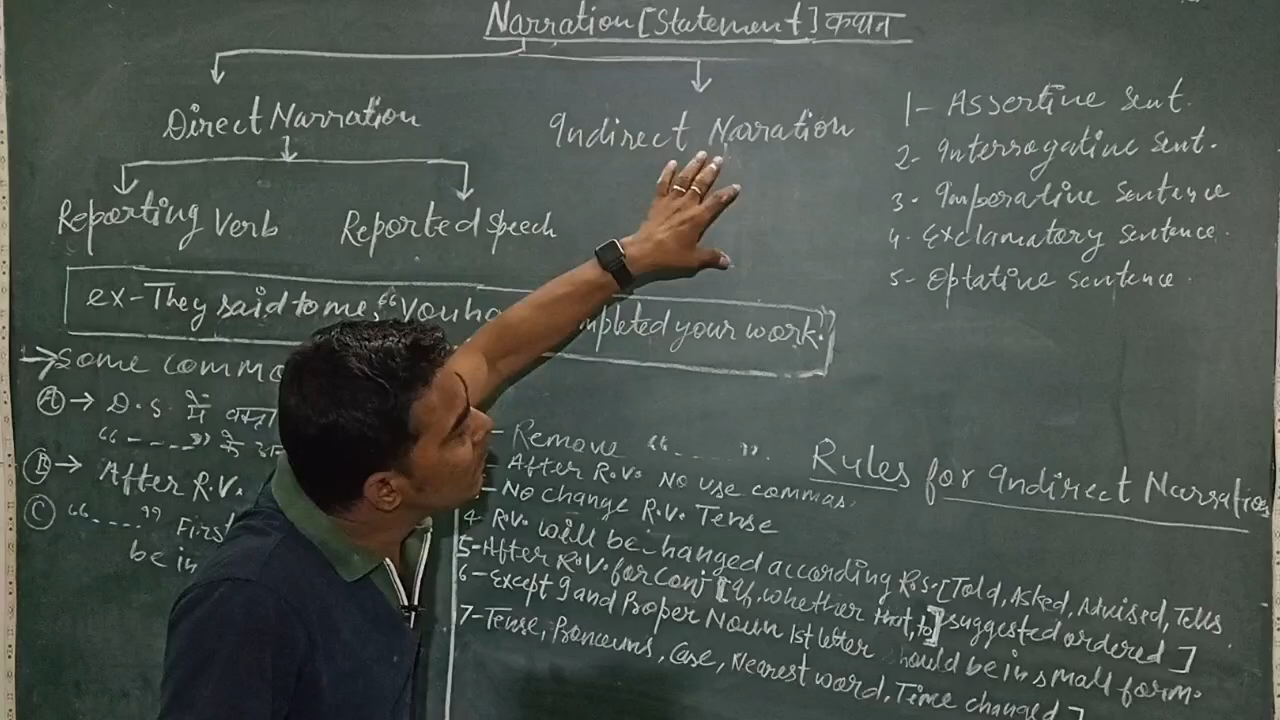 Narration [Statement] कथन
Direct Narration
Indirect Narration
Reporting Verb
Reported Speech
1- Assertive Sent.
2- Interrogative Sent.
3- Imperative Sentence
4. Exclamatory Sentence.
5- Optative Sentence
ex- They said to me, "You completed your work."
→ Some
Ⓐ → D.S. में
"- - - -" के
Ⓑ → After R.V.
Ⓒ "- - - -" First
be in
- Remove "- - - -".
Rules for Indirect Narration
- After R.V. No use commas.
- No change R.V. Tense
4- R.V. will be changed according R.S. [Told, Asked, Advised, Tells
suggested ordered]
5- After R.V. for Conj [If, whether that, to]
6- Except I and Proper Noun 1st letter should be in small form.
7- Tense, Pronouns, Case, Nearest word, Time changed]